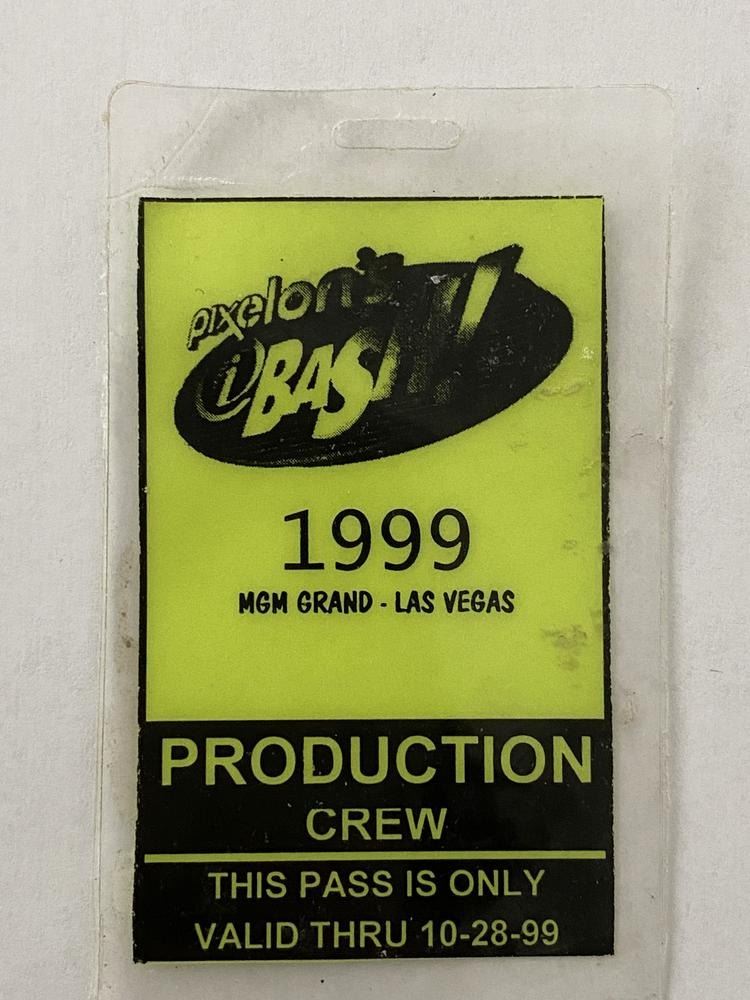 pixelon's
iBASH!
1999
MGM GRAND - LAS VEGAS
PRODUCTION
CREW
THIS PASS IS ONLY
VALID THRU 10-28-99